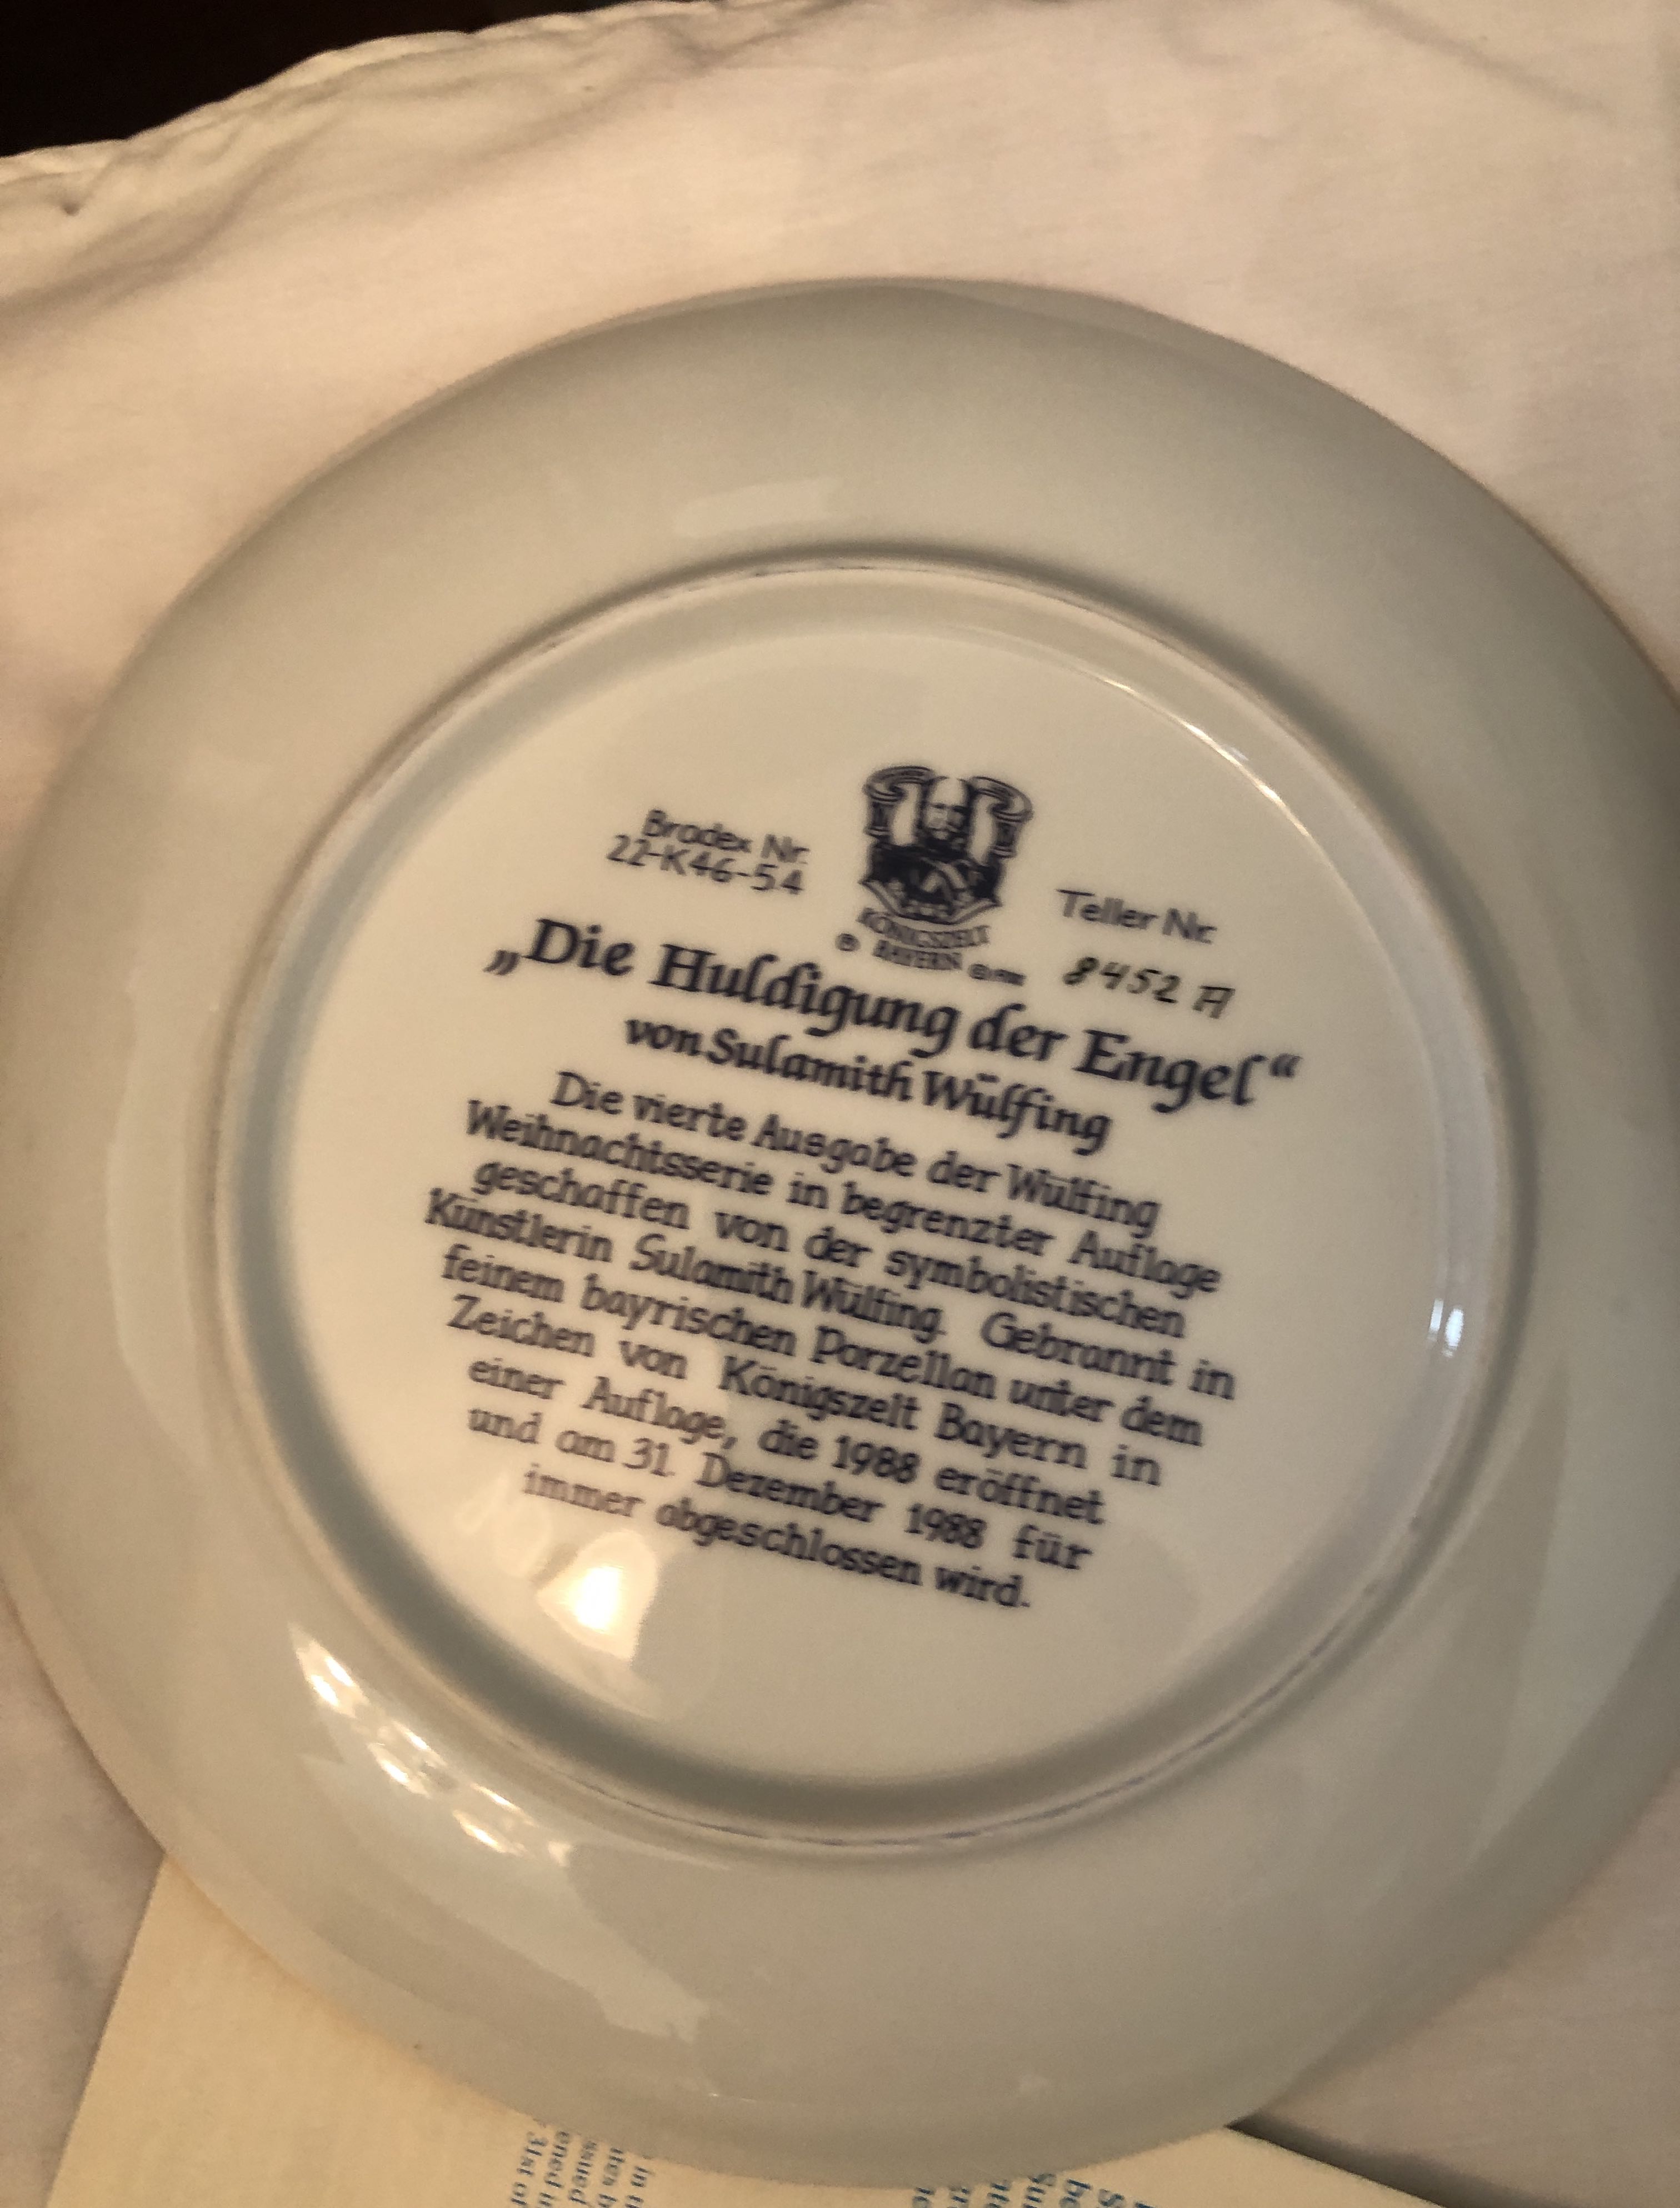 Bradex Nr.
22-K46-54
KÖNIGSZELT
BAYERN
Teller Nr.
8452 A
„Die Huldigung der Engel“
von Sulamith Wülfing
Die vierte Ausgabe der Wülfing
Weihnachtsserie in begrenzter Auflage
geschaffen von der symbolistischen
Künstlerin Sulamith Wülfing. Gebrannt in
feinem bayrischen Porzellan unter dem
Zeichen von Königszelt Bayern in
einer Auflage, die 1988 eröffnet
und am 31. Dezember 1988 für
immer abgeschlossen wird.
31st of